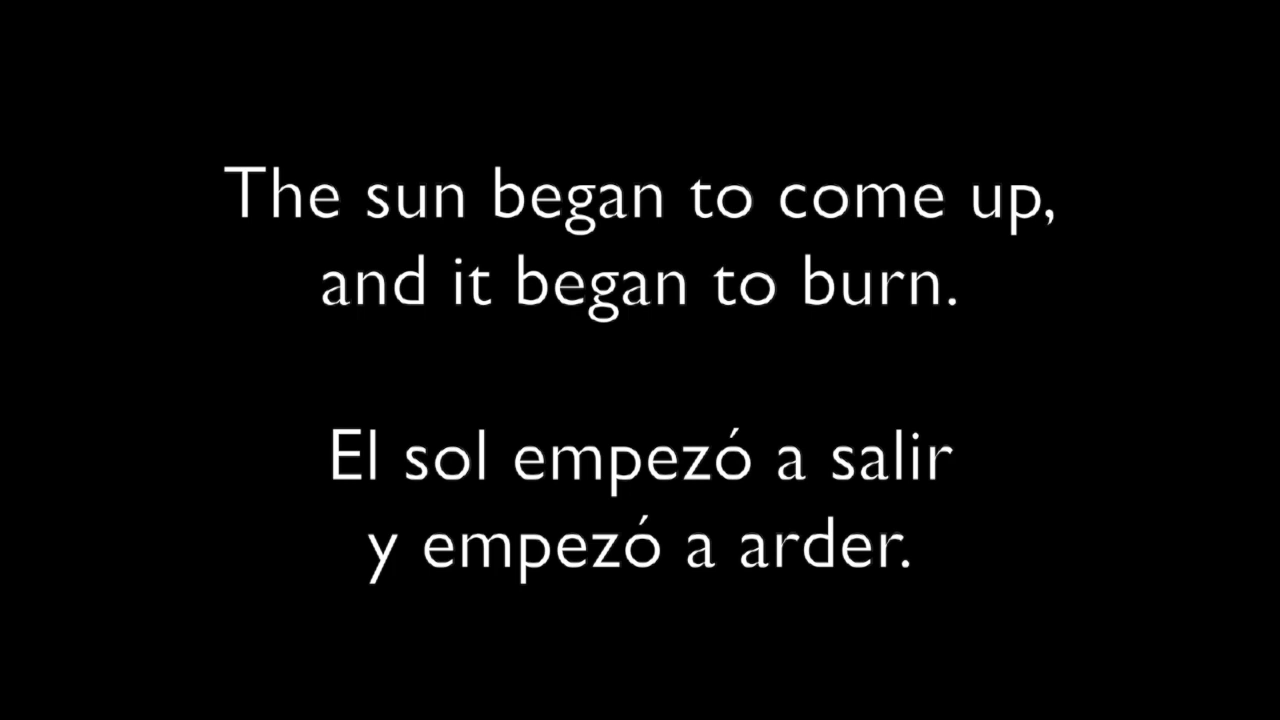 The sun began to come up,
and it began to burn.
El sol empezó a salir
y empezó a arder.